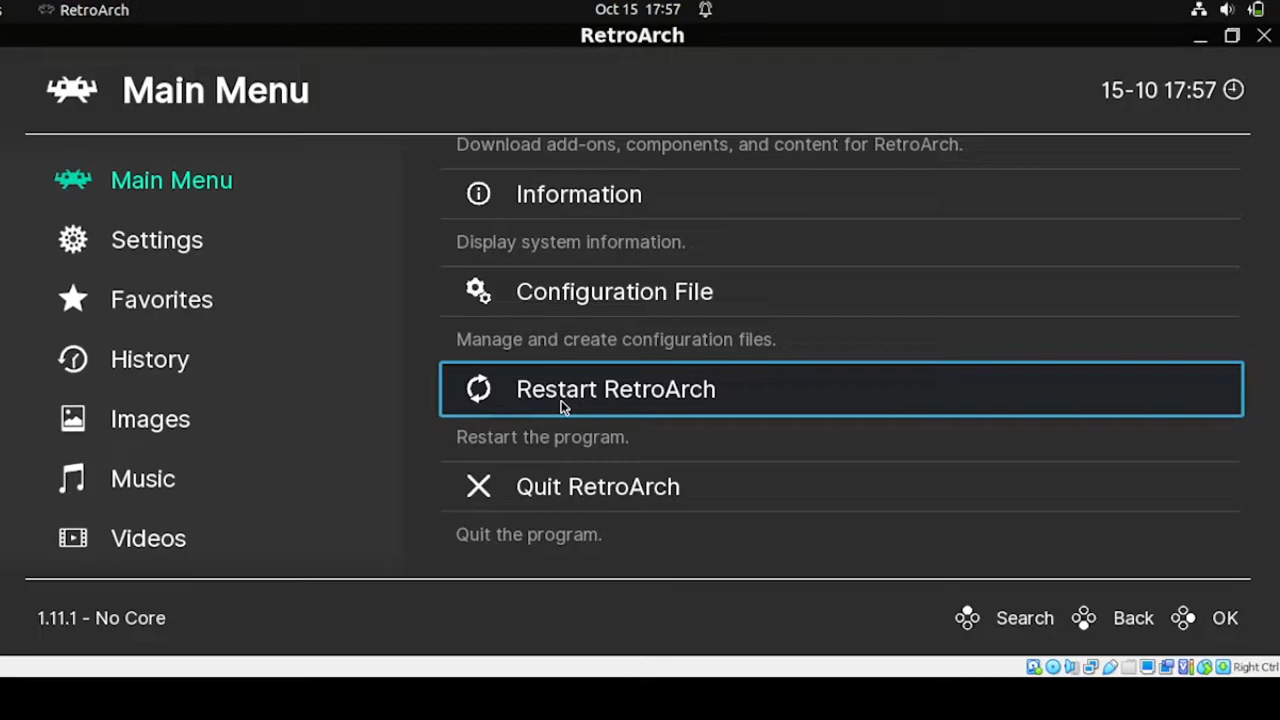 RetroArch
Oct 15 17:57
RetroArch
Main Menu
15-10 17:57
Main Menu
Settings
Favorites
History
Images
Music
Videos
Download add-ons, components, and content for RetroArch.
Information
Display system information.
Configuration File
Manage and create configuration files.
Restart RetroArch
Restart the program.
Quit RetroArch
Quit the program.
1.11.1 - No Core
Search
Back
OK
Right Ctrl